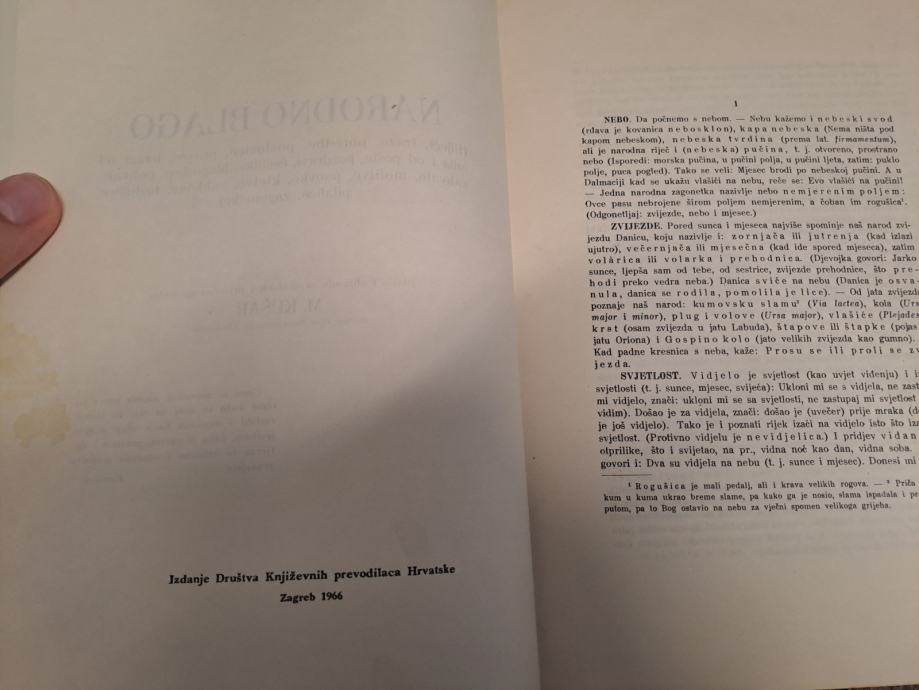 Izdanje Društva Književnih prevodilaca Hrvatske
Zagreb 1966
1
NEBO. Da počnemo s nebom. — Nebu kažemo i nebeski svod
(rđava je kovanica nebosklon), kapa nebeska (Nema ništa pod
kapom nebeskom), nebeska tvrdina (prema lat. firmamentum),
ali je narodna riječ i (nebeska) pučina, t. j. otvoreno, prostrano
nebo (Isporedi: morska pučina, u pučini polja, u pučini ljeta, zatim: puklo
polje, puca pogled). Tako se veli: Mjesec brodi po nebeskoj pučini. A u
Dalmaciji kad se ukažu vlašići na nebu, reče se: Evo vlašići na pučini!
— Jedna narodna zagonetka nazivlje nebo nemjerenim poljem:
Ovce pasu nebrojene širom poljem nemjerenim, a čoban im rogušica¹.
(Odgonetljaj: zvijezde, nebo i mjesec.)
ZVIJEZDE. Pored sunca i mjeseca najviše spominje naš narod zvi-
jezdu Danicu, koju nazivlje i: zornjača ili jutrenja (kad izlazi
ujutro), večernjača ili mjesečna (kad ide spored mjeseca), zatim
volàrica ili volarka i prehodnica. (Djevojka govori: Jarko
sunce, ljepša sam od tebe, od sestrice, zvijezde prehodnice, što pre-
hodi preko vedra neba.) Danica sviće na nebu (Danica je osva-
nula, danica se rodila, pomolila je lice). — Od jata zvijezda
poznaje naš narod: kumovsku slamu² (Via lactea), kola (Ursa
major i minor), plug i volove (Ursa major), vlašiće (Plejades
krst (osam zvijezda u jatu Labuda), štapove ili štapke (pojas
jatu Oriona) i Gospino kolo (jato velikih zvijezda kao gumno).
Kad padne kresnica s neba, kaže: Prosu se ili proli se zv
jezda.
SVJETLOST. Vidjelo je svjetlost (kao uvjet viđenju) i i
svjetlosti (t. j. sunce, mjesec, svijeća): Ukloni mi se s vidjela, ne zast
mi vidjelo, znači: ukloni mi se sa svjetlosti, ne zastupaj mi svjetlost
vidim). Došao je za vidjela, znači: došao je (uvečer) prije mraka (d
je još vidjelo). Tako je i poznati rijek izaći na vidjelo isto što iza
svjetlost. (Protivno vidjelu je nevidjelica.) I pridjev vidan
otprilike, što i svijetao, na pr., vidna noć kao dan, vidna soba.
govori i: Dva su vidjela na nebu (t. j. sunce i mjesec). Donesi mi
¹ Rogušica je mali pedalj, ali i krava velikih rogova. — ² Priča
kum u kuma ukrao breme slame, pa kako ga je nosio, slama ispadala i p
putom, pa to Bog ostavio na nebu za vječni spomen velikoga grijeha.